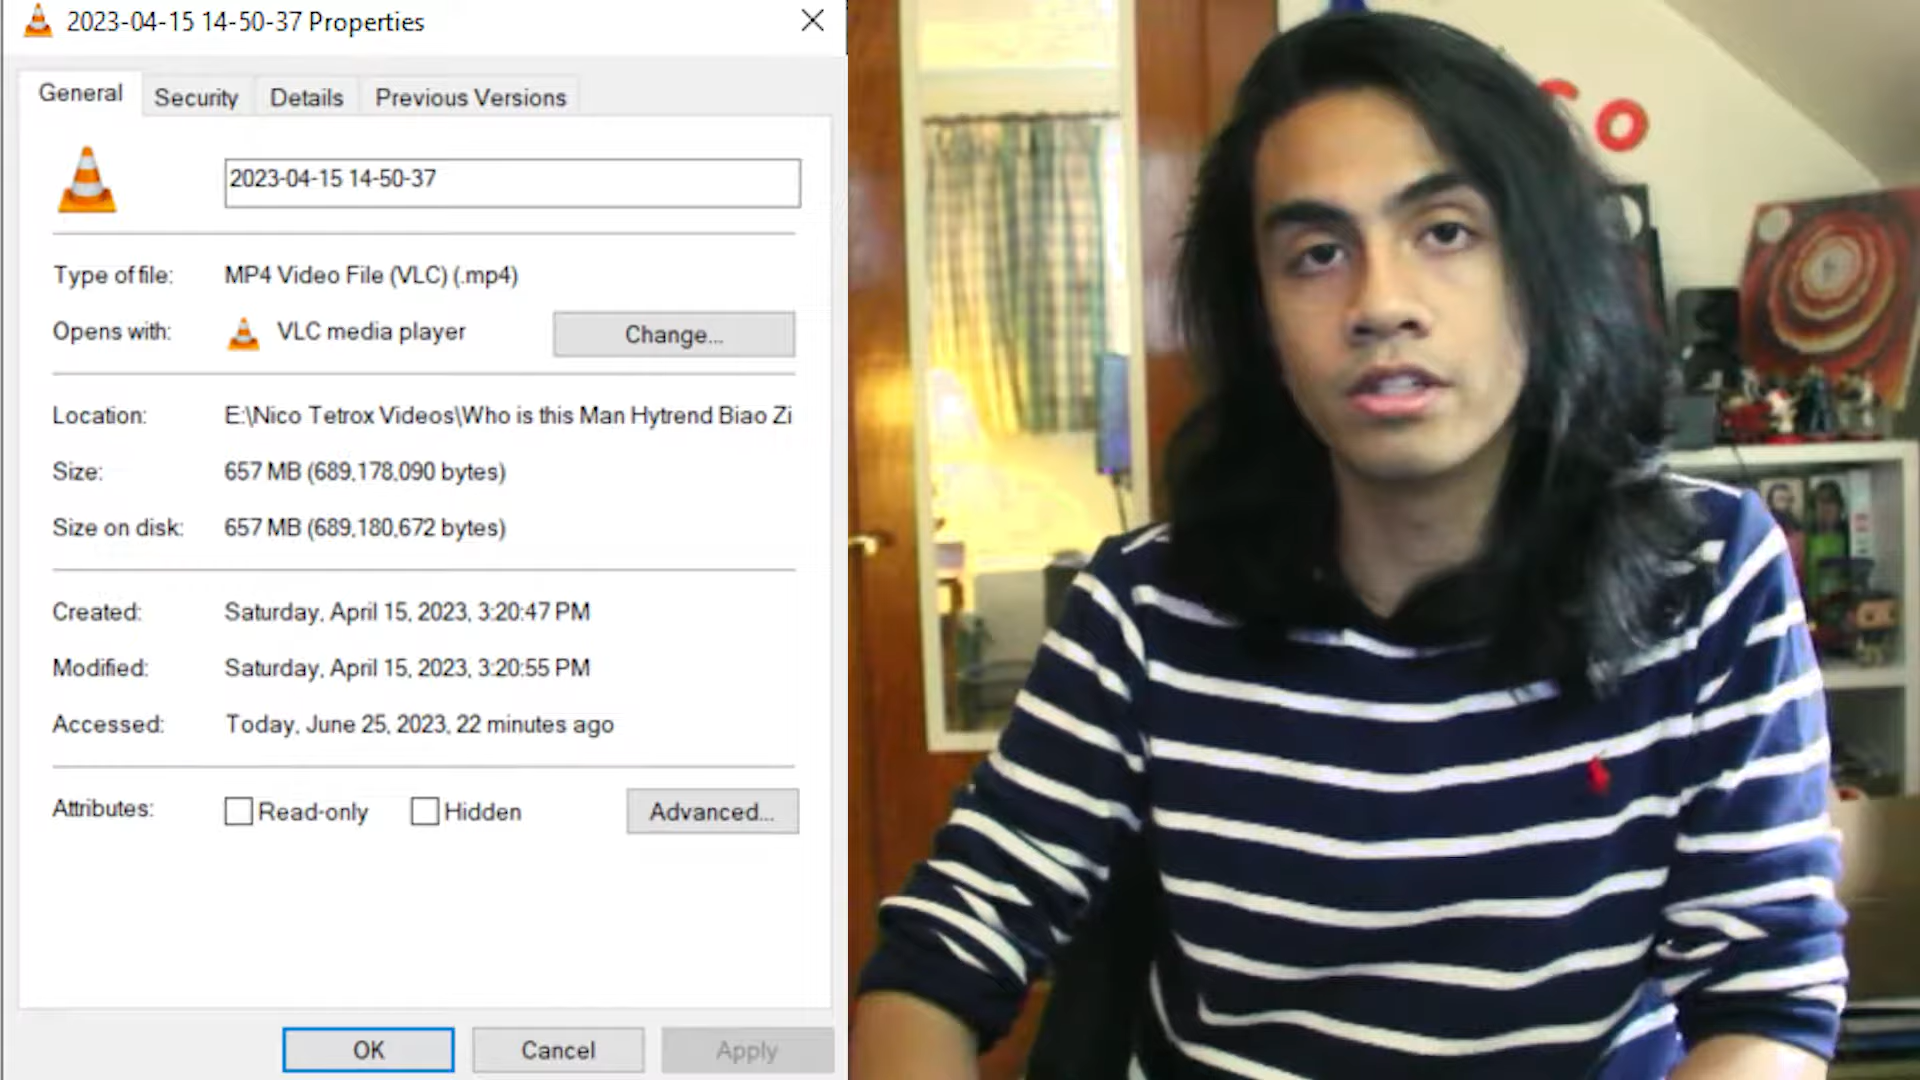 2023-04-15 14-50-37 Properties
General Security Details Previous Versions
2023-04-15 14-50-37
Type of file: MP4 Video File (VLC) (.mp4)
Opens with: VLC media player Change...
Location: E:\Nico Tetrox Videos\Who is this Man Hytrend Biao Zi
Size: 657 MB (689,178,090 bytes)
Size on disk: 657 MB (689,180,672 bytes)
Created: Saturday, April 15, 2023, 3:20:47 PM
Modified: Saturday, April 15, 2023, 3:20:55 PM
Accessed: Today, June 25, 2023, 22 minutes ago
Attributes: Read-only Hidden Advanced...
OK Cancel Apply
CO